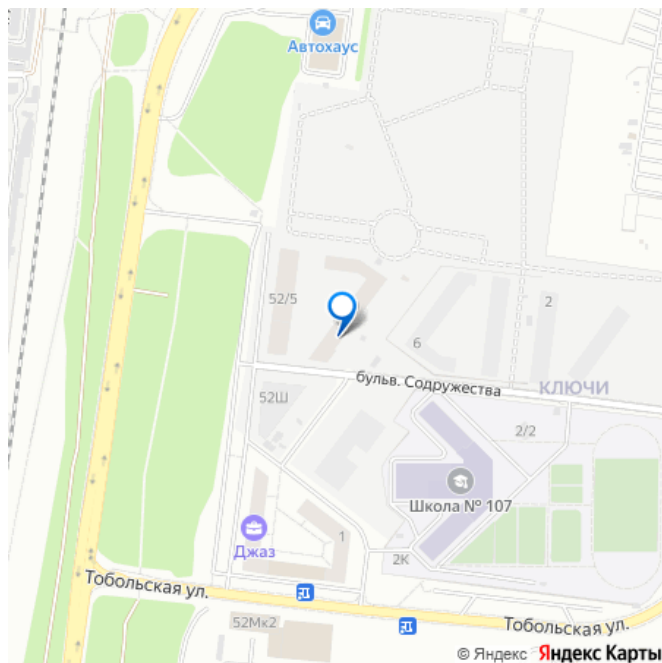 Автохаус
52/5
2
6
бульв. Содружества
КЛЮЧИ
52Ш
2/2
Школа № 107
Джаз
1
2К
Тобольская ул.
Тобольская ул.
52Мк2
© Яндекс Яндекс Карты